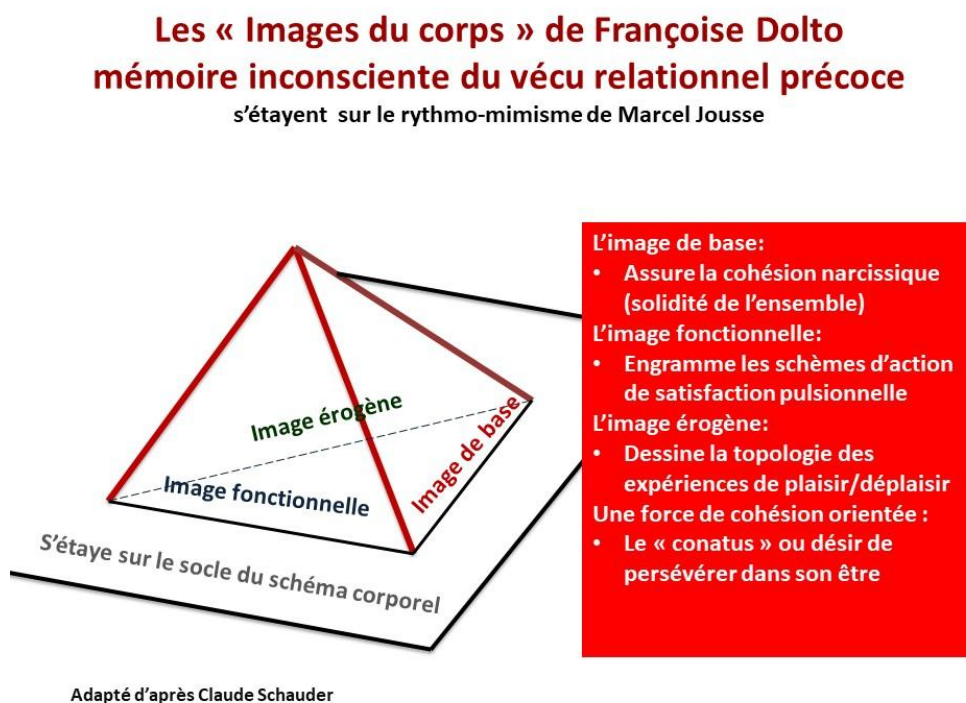 Les « Images du corps » de Françoise Dolto
mémoire inconsciente du vécu relationnel précoce
s'étayent sur le rythmo-mimisme de Marcel Jousse
L'image de base:
• Assure la cohésion narcissique
(solidité de l'ensemble)
L'image fonctionnelle:
• Engramme les schèmes d'action
de satisfaction pulsionnelle
L'image érogène:
• Dessine la topologie des
expériences de plaisir/déplaisir
Une force de cohésion orientée :
• Le « conatus » ou désir de
persévérer dans son être
Image érogène
Image de base
Image fonctionnelle
S'étaye sur le socle du schéma corporel
Adapté d'après Claude Schauder